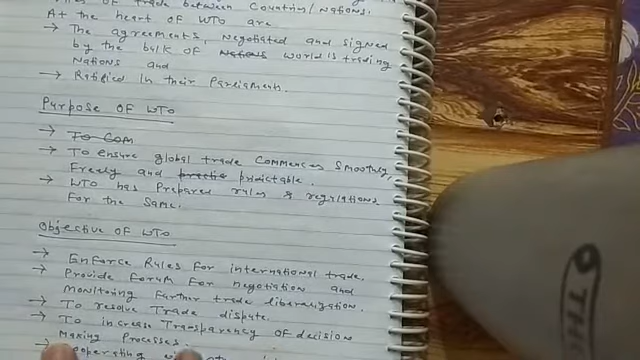 of trade between Countries/Nations.
At the heart of WTO are
→ The agreements negotiated and signed
by the bulk of Nations world's trading
Nations and
→ Ratified in their Parliaments.
Purpose of WTO
→ To Com
→ To ensure global trade commences smoothly,
Freely and predictable.
→ WTO has Prepared rules & regulations
For the Same.
Objective of WTO
→ Enforce Rules for international trade.
→ Provide forum for negotiation and
monitoring further trade liberalization.
→ To resolve Trade dispute.
→ To increase Transparency of decision
Making Processes.
→ Cooperating
TH